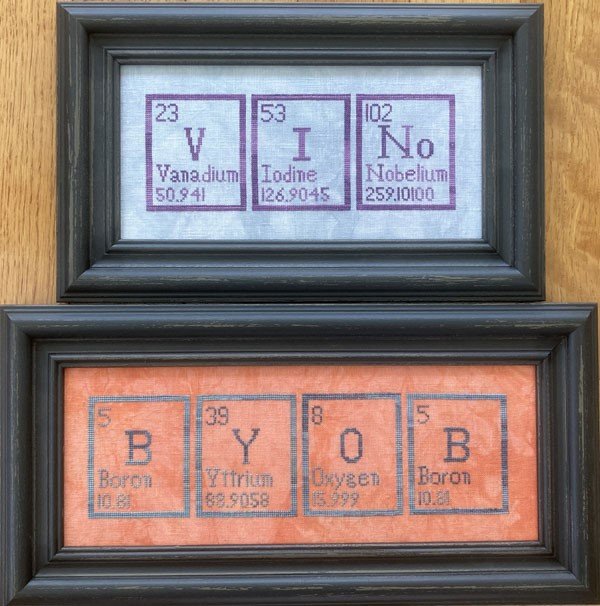 23 53 102
V I No
Vanadium Iodine Nobelium
50.941 126.9045 259.10100
5 39 8 5
B Y O B
Boron Yttrium Oxygen Boron
10.81 88.9058 15.999 10.81